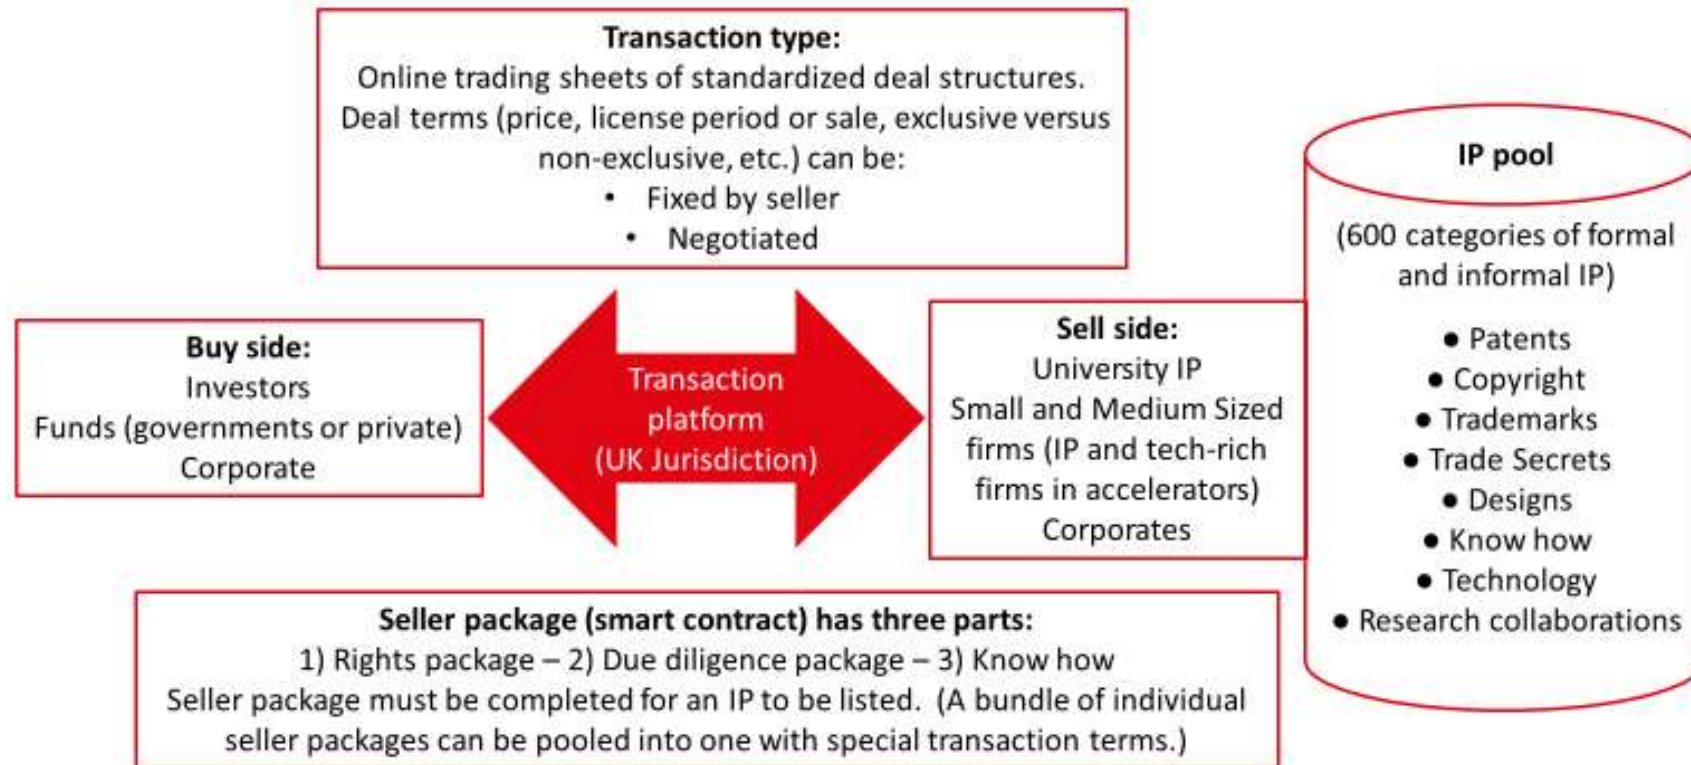 Transaction type:
Online trading sheets of standardized deal structures.
Deal terms (price, license period or sale, exclusive versus
non-exclusive, etc.) can be:
• Fixed by seller
• Negotiated
Buy side:
Investors
Funds (governments or private)
Corporate
Transaction
platform
(UK Jurisdiction)
Sell side:
University IP
Small and Medium Sized
firms (IP and tech-rich
firms in accelerators)
Corporates
IP pool
(600 categories of formal
and informal IP)
● Patents
● Copyright
● Trademarks
● Trade Secrets
● Designs
● Know how
● Technology
● Research collaborations
Seller package (smart contract) has three parts:
1) Rights package – 2) Due diligence package – 3) Know how
Seller package must be completed for an IP to be listed. (A bundle of individual
seller packages can be pooled into one with special transaction terms.)